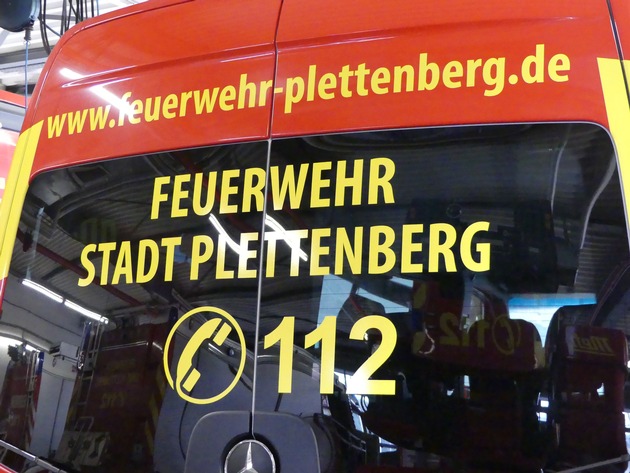 www.feuerwehr-plettenberg.de
FEUERWEHR
STADT PLETTENBERG
112